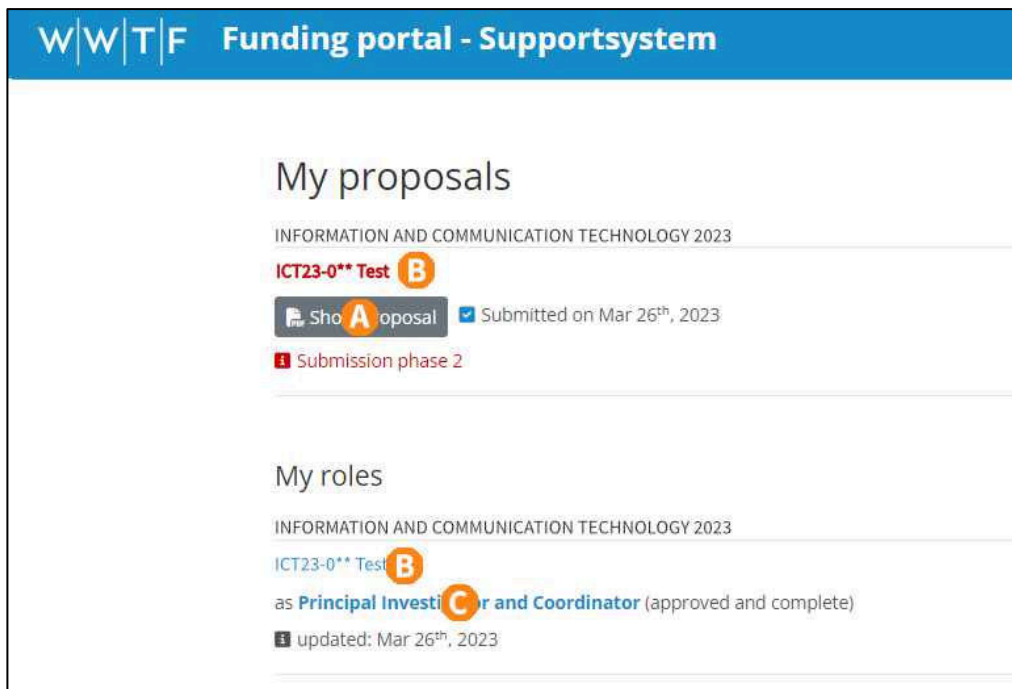 W|W|T|F Funding portal - Supportsystem
My proposals
INFORMATION AND COMMUNICATION TECHNOLOGY 2023
ICT23-0** Test B
Sho A oposal Submitted on Mar 26th, 2023
Submission phase 2
My roles
INFORMATION AND COMMUNICATION TECHNOLOGY 2023
ICT23-0** Test B
as Principal Investi C r and Coordinator (approved and complete)
updated: Mar 26th, 2023